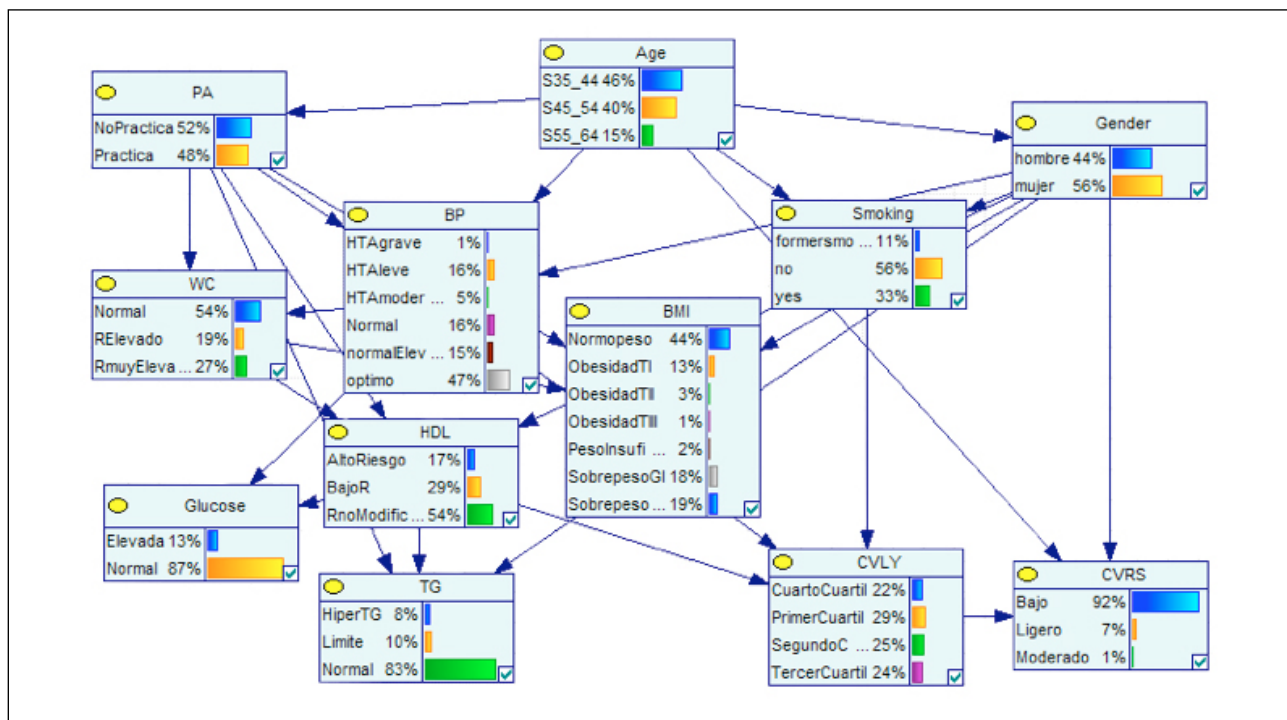 Age
S35_44 46%
S45_54 40%
S55_64 15%
PA
NoPractica 52%
Practica 48%
Gender
hombre 44%
mujer 56%
BP
HTAgrave 1%
HTAleve 16%
HTAmoder ... 5%
Normal 16%
normalElev ... 15%
optimo 47%
Smoking
formersmo ... 11%
no 56%
yes 33%
WC
Normal 54%
RElevado 19%
RmuyEleva ... 27%
BMI
Normopeso 44%
ObesidadTI 13%
ObesidadTII 3%
ObesidadTIII 1%
PesoInsufi ... 2%
SobrepesoGI 18%
Sobrepeso ... 19%
HDL
AltoRiesgo 17%
BajoR 29%
RnoModific ... 54%
Glucose
Elevada 13%
Normal 87%
TG
HiperTG 8%
Limite 10%
Normal 83%
CVLY
CuartoCuartil 22%
PrimerCuartil 29%
SegundoC ... 25%
TercerCuartil 24%
CVRS
Bajo 92%
Ligero 7%
Moderado 1%